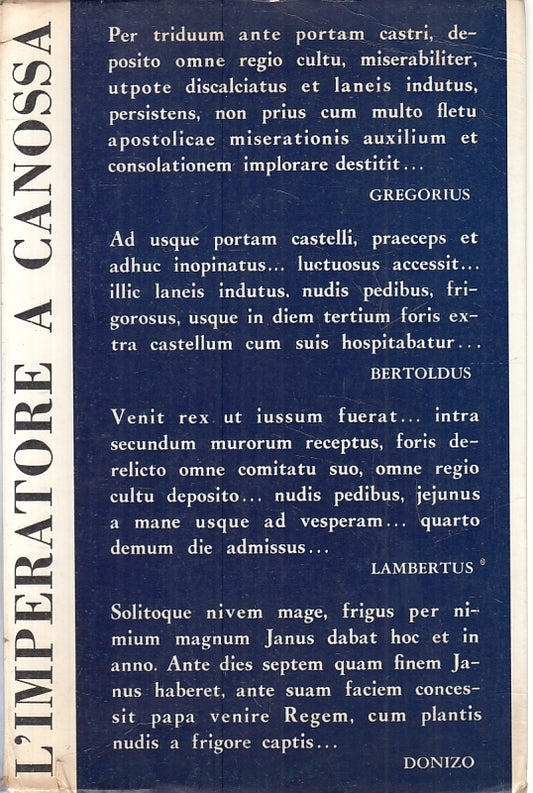 L'IMPERATORE A CANOSSA
Per triduum ante portam castri, de-
posito omne regio cultu, miserabiliter,
utpote discalciatus et laneis indutus,
persistens, non prius cum multo fletu
apostolicae miserationis auxilium et
consolationem implorare destitit...
GREGORIUS
Ad usque portam castelli, praeceps et
adhuc inopinatus... luctuosus accessit...
illic laneis indutus. nudis pedibus, fri-
gorosus, usque in diem tertium foris ex-
tra castellum cum suis hospitabatur...
BERTOLDUS
Venit rex ut iussum fuerat... intra
secundum murorum receptus, foris de-
relicto omne comitatu suo, omne regio
cultu deposito... nudis pedibus, jejunus
a mane usque ad vesperam... quarto
demum die admissus...
LAMBERTUS
Solitoque nivem mage, frigus per ni-
mium magnum Janus dabat hoc et in
anno. Ante dies septem quam finem Ja-
nus haberet, ante suam faciem conces-
sit papa venire Regem, cum plantis
nudis a frigore captis...
DONIZO